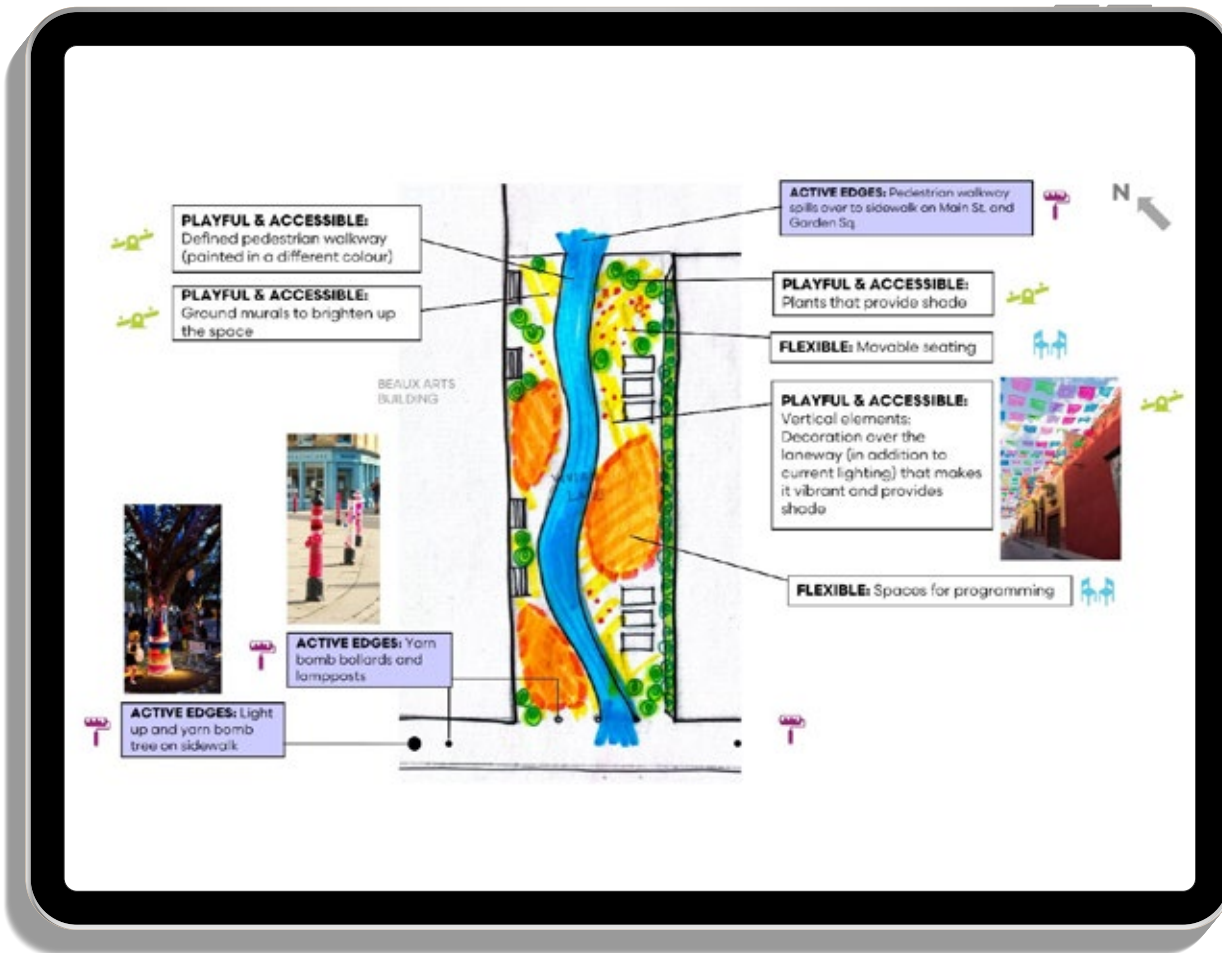 ACTIVE EDGES: Pedestrian walkway
spills over to sidewalk on Main St. and
Garden Sq.
N
PLAYFUL & ACCESSIBLE:
Defined pedestrian walkway
(painted in a different colour)
PLAYFUL & ACCESSIBLE:
Ground murals to brighten up
the space
PLAYFUL & ACCESSIBLE:
Plants that provide shade
FLEXIBLE: Movable seating
BEAUX ARTS
BUILDING
PLAYFUL & ACCESSIBLE:
Vertical elements:
Decoration over the
laneway (in addition to
current lighting) that makes
it vibrant and provides
shade
LANE
FLEXIBLE: Spaces for programming
ACTIVE EDGES: Yarn
bomb bollards and
lampposts
ACTIVE EDGES: Light
up and yarn bomb
tree on sidewalk